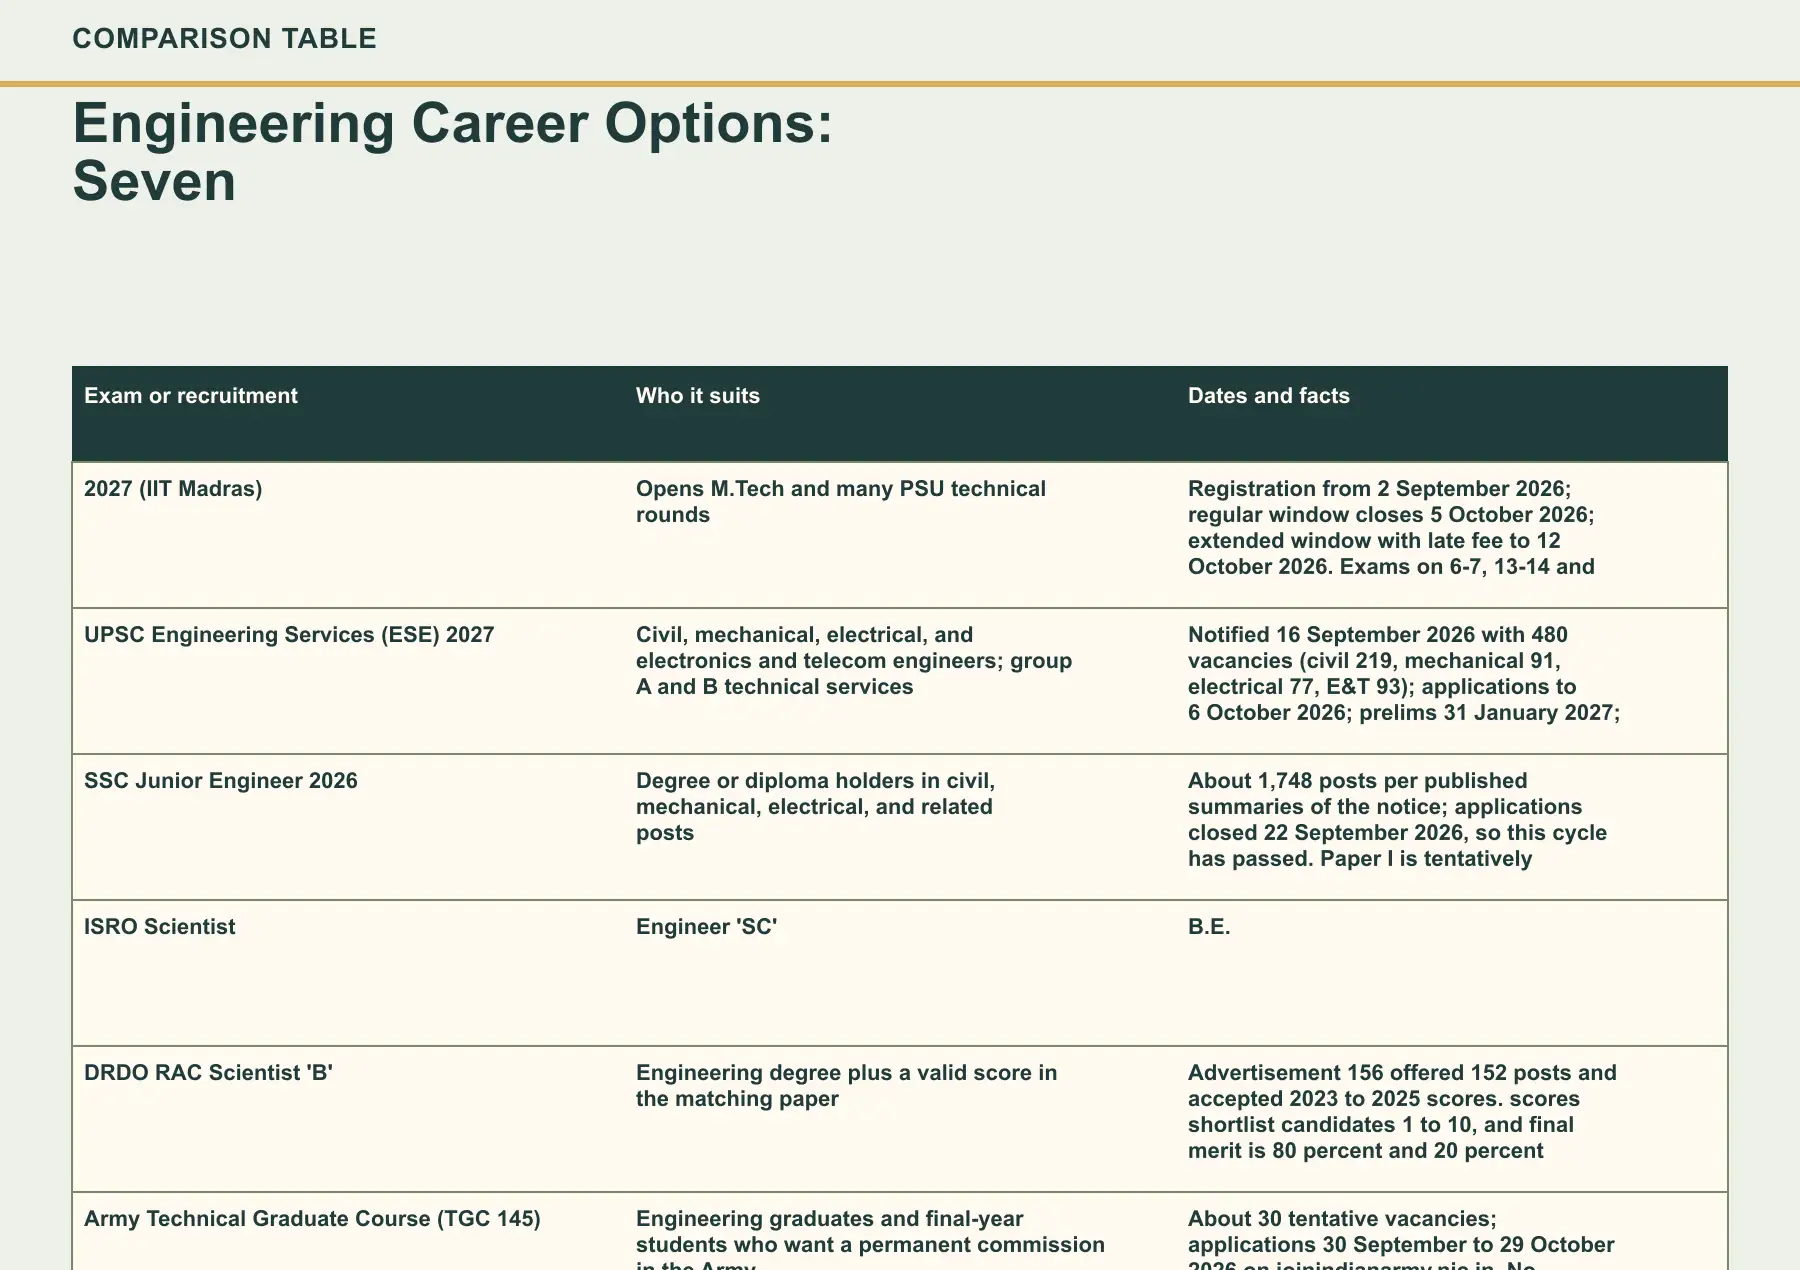 COMPARISON TABLE
Engineering Career Options:
Seven
Exam or recruitment
Who it suits
Dates and facts
2027 (IIT Madras)
Opens M.Tech and many PSU technical
rounds
Registration from 2 September 2026;
regular window closes 5 October 2026;
extended window with late fee to 12
October 2026. Exams on 6-7, 13-14 and
UPSC Engineering Services (ESE) 2027
Civil, mechanical, electrical, and
electronics and telecom engineers; group
A and B technical services
Notified 16 September 2026 with 480
vacancies (civil 219, mechanical 91,
electrical 77, E&T 93); applications to
6 October 2026; prelims 31 January 2027;
SSC Junior Engineer 2026
Degree or diploma holders in civil,
mechanical, electrical, and related
posts
About 1,748 posts per published
summaries of the notice; applications
closed 22 September 2026, so this cycle
has passed. Paper I is tentatively
ISRO Scientist
Engineer 'SC'
B.E.
DRDO RAC Scientist 'B'
Engineering degree plus a valid score in
the matching paper
Advertisement 156 offered 152 posts and
accepted 2023 to 2025 scores. scores
shortlist candidates 1 to 10, and final
merit is 80 percent and 20 percent
Army Technical Graduate Course (TGC 145)
Engineering graduates and final-year
students who want a permanent commission
in the Army
About 30 tentative vacancies;
applications 30 September to 29 October
2026 on joinindianarmy.nic.in. No